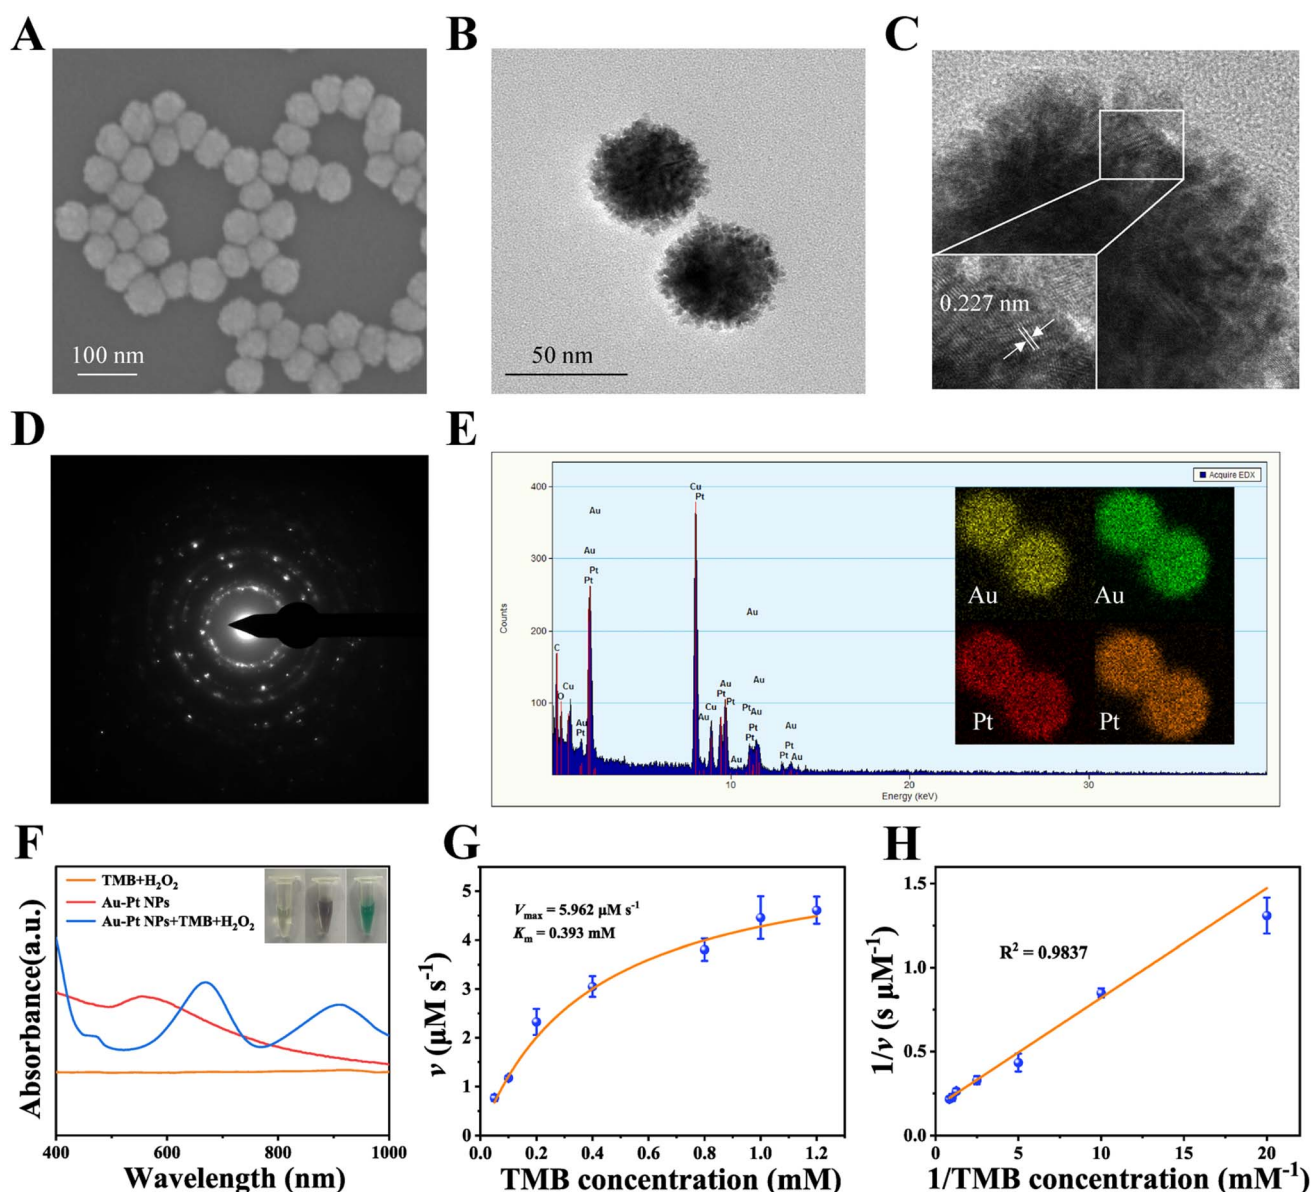 A
B
C
100 nm
50 nm
0.227 nm
D
E
Acquire EDX
Counts
400
300
200
100
C
O
Cu
Au
Pt
Au
Au
Pt
Pt
Cu
Pt
Au
Cu
Pt
Au
Pt
Au
Au
Au
Pt
Au
Pt
Pt
Au
Pt
Pt
Au
10
20
30
Energy (keV)
Au
Au
Pt
Pt
F
TMB+H₂O₂
Au-Pt NPs
Au-Pt NPs+TMB+H₂O₂
Absorbance(a.u.)
400
600
800
1000
Wavelength (nm)
G
Vmax = 5.962 μM s⁻¹
Km = 0.393 mM
v (μM s⁻¹)
5
4
3
2
1
0
0.0
0.2
0.4
0.6
0.8
1.0
1.2
TMB concentration (mM)
H
R² = 0.9837
1/v (s μM⁻¹)
1.5
1.0
0.5
0.0
0
5
10
15
20
1/TMB concentration (mM⁻¹)